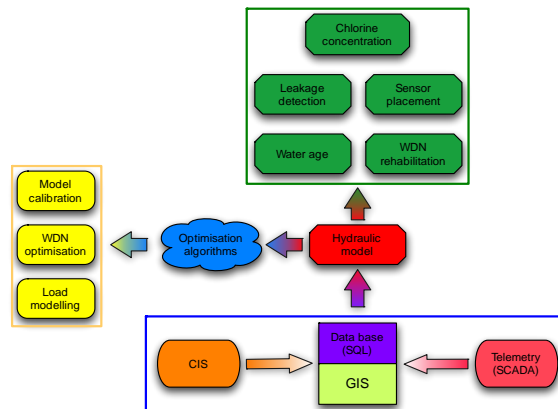 Chlorine
concentration
Leakage
detection
Sensor
placement
Water age
WDN
rehabilitation
Model
calibration
WDN
optimisation
Load
modelling
Optimisation
algorithms
Hydraulic
model
CIS
Data base
(SQL)
GIS
Telemetry
(SCADA)